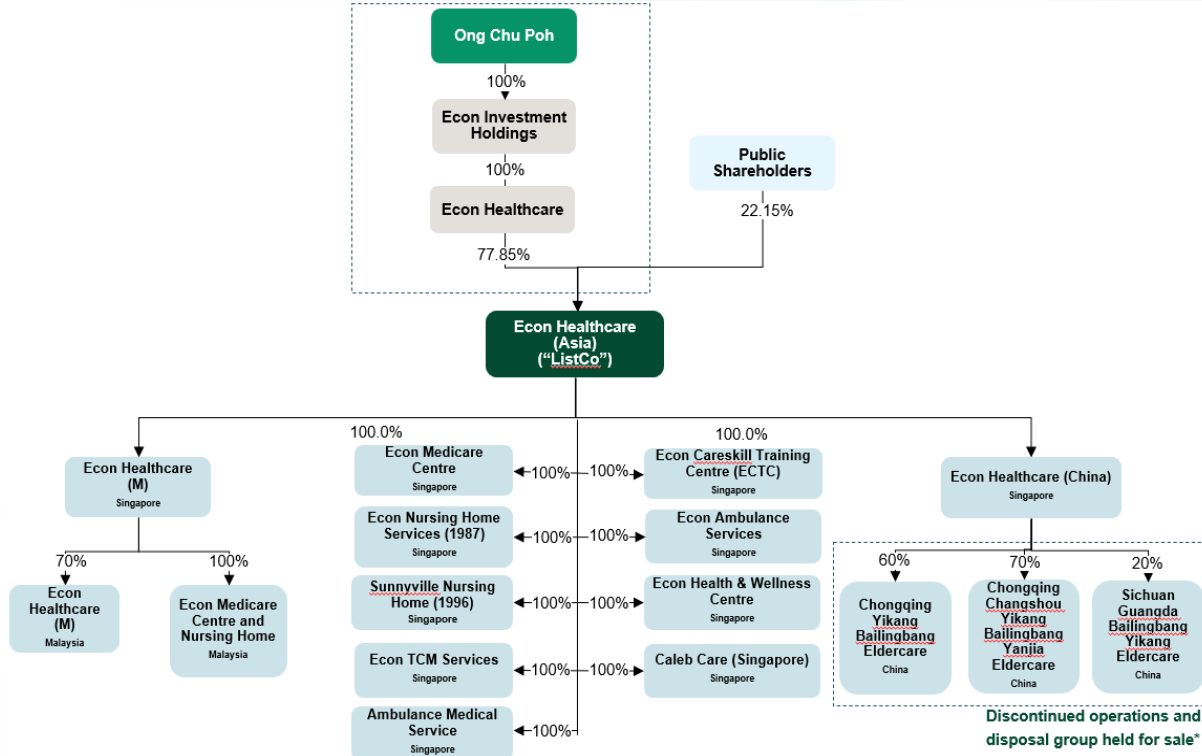 Ong Chu Poh
100%
Econ Investment
Holdings
100%
Econ Healthcare
77.85%
Public
Shareholders
22.15%
Econ Healthcare
(Asia)
(“ListCo”)
100.0%
100.0%
Econ Healthcare
(M)
Singapore
70%
100%
Econ
Healthcare
(M)
Malaysia
Econ Medicare
Centre and
Nursing Home
Malaysia
Econ Medicare
Centre
Singapore
100%
100%
Econ Careskill Training
Centre (ECTC)
Singapore
Econ Nursing Home
Services (1987)
Singapore
100%
100%
Econ Ambulance
Services
Singapore
Sunnyville Nursing
Home (1996)
Singapore
100%
100%
Econ Health & Wellness
Centre
Singapore
Econ TCM Services
Singapore
100%
100%
Caleb Care (Singapore)
Singapore
Ambulance Medical
Service
Singapore
100%
Econ Healthcare (China)
Singapore
60%
70%
20%
Chongqing
Yikang
Bailingbang
Eldercare
China
Chongqing
Changshou
Yikang
Bailingbang
Yanjia
Eldercare
China
Sichuan
Guangda
Bailingbang
Yikang
Eldercare
China
Discontinued operations and
disposal group held for sale*